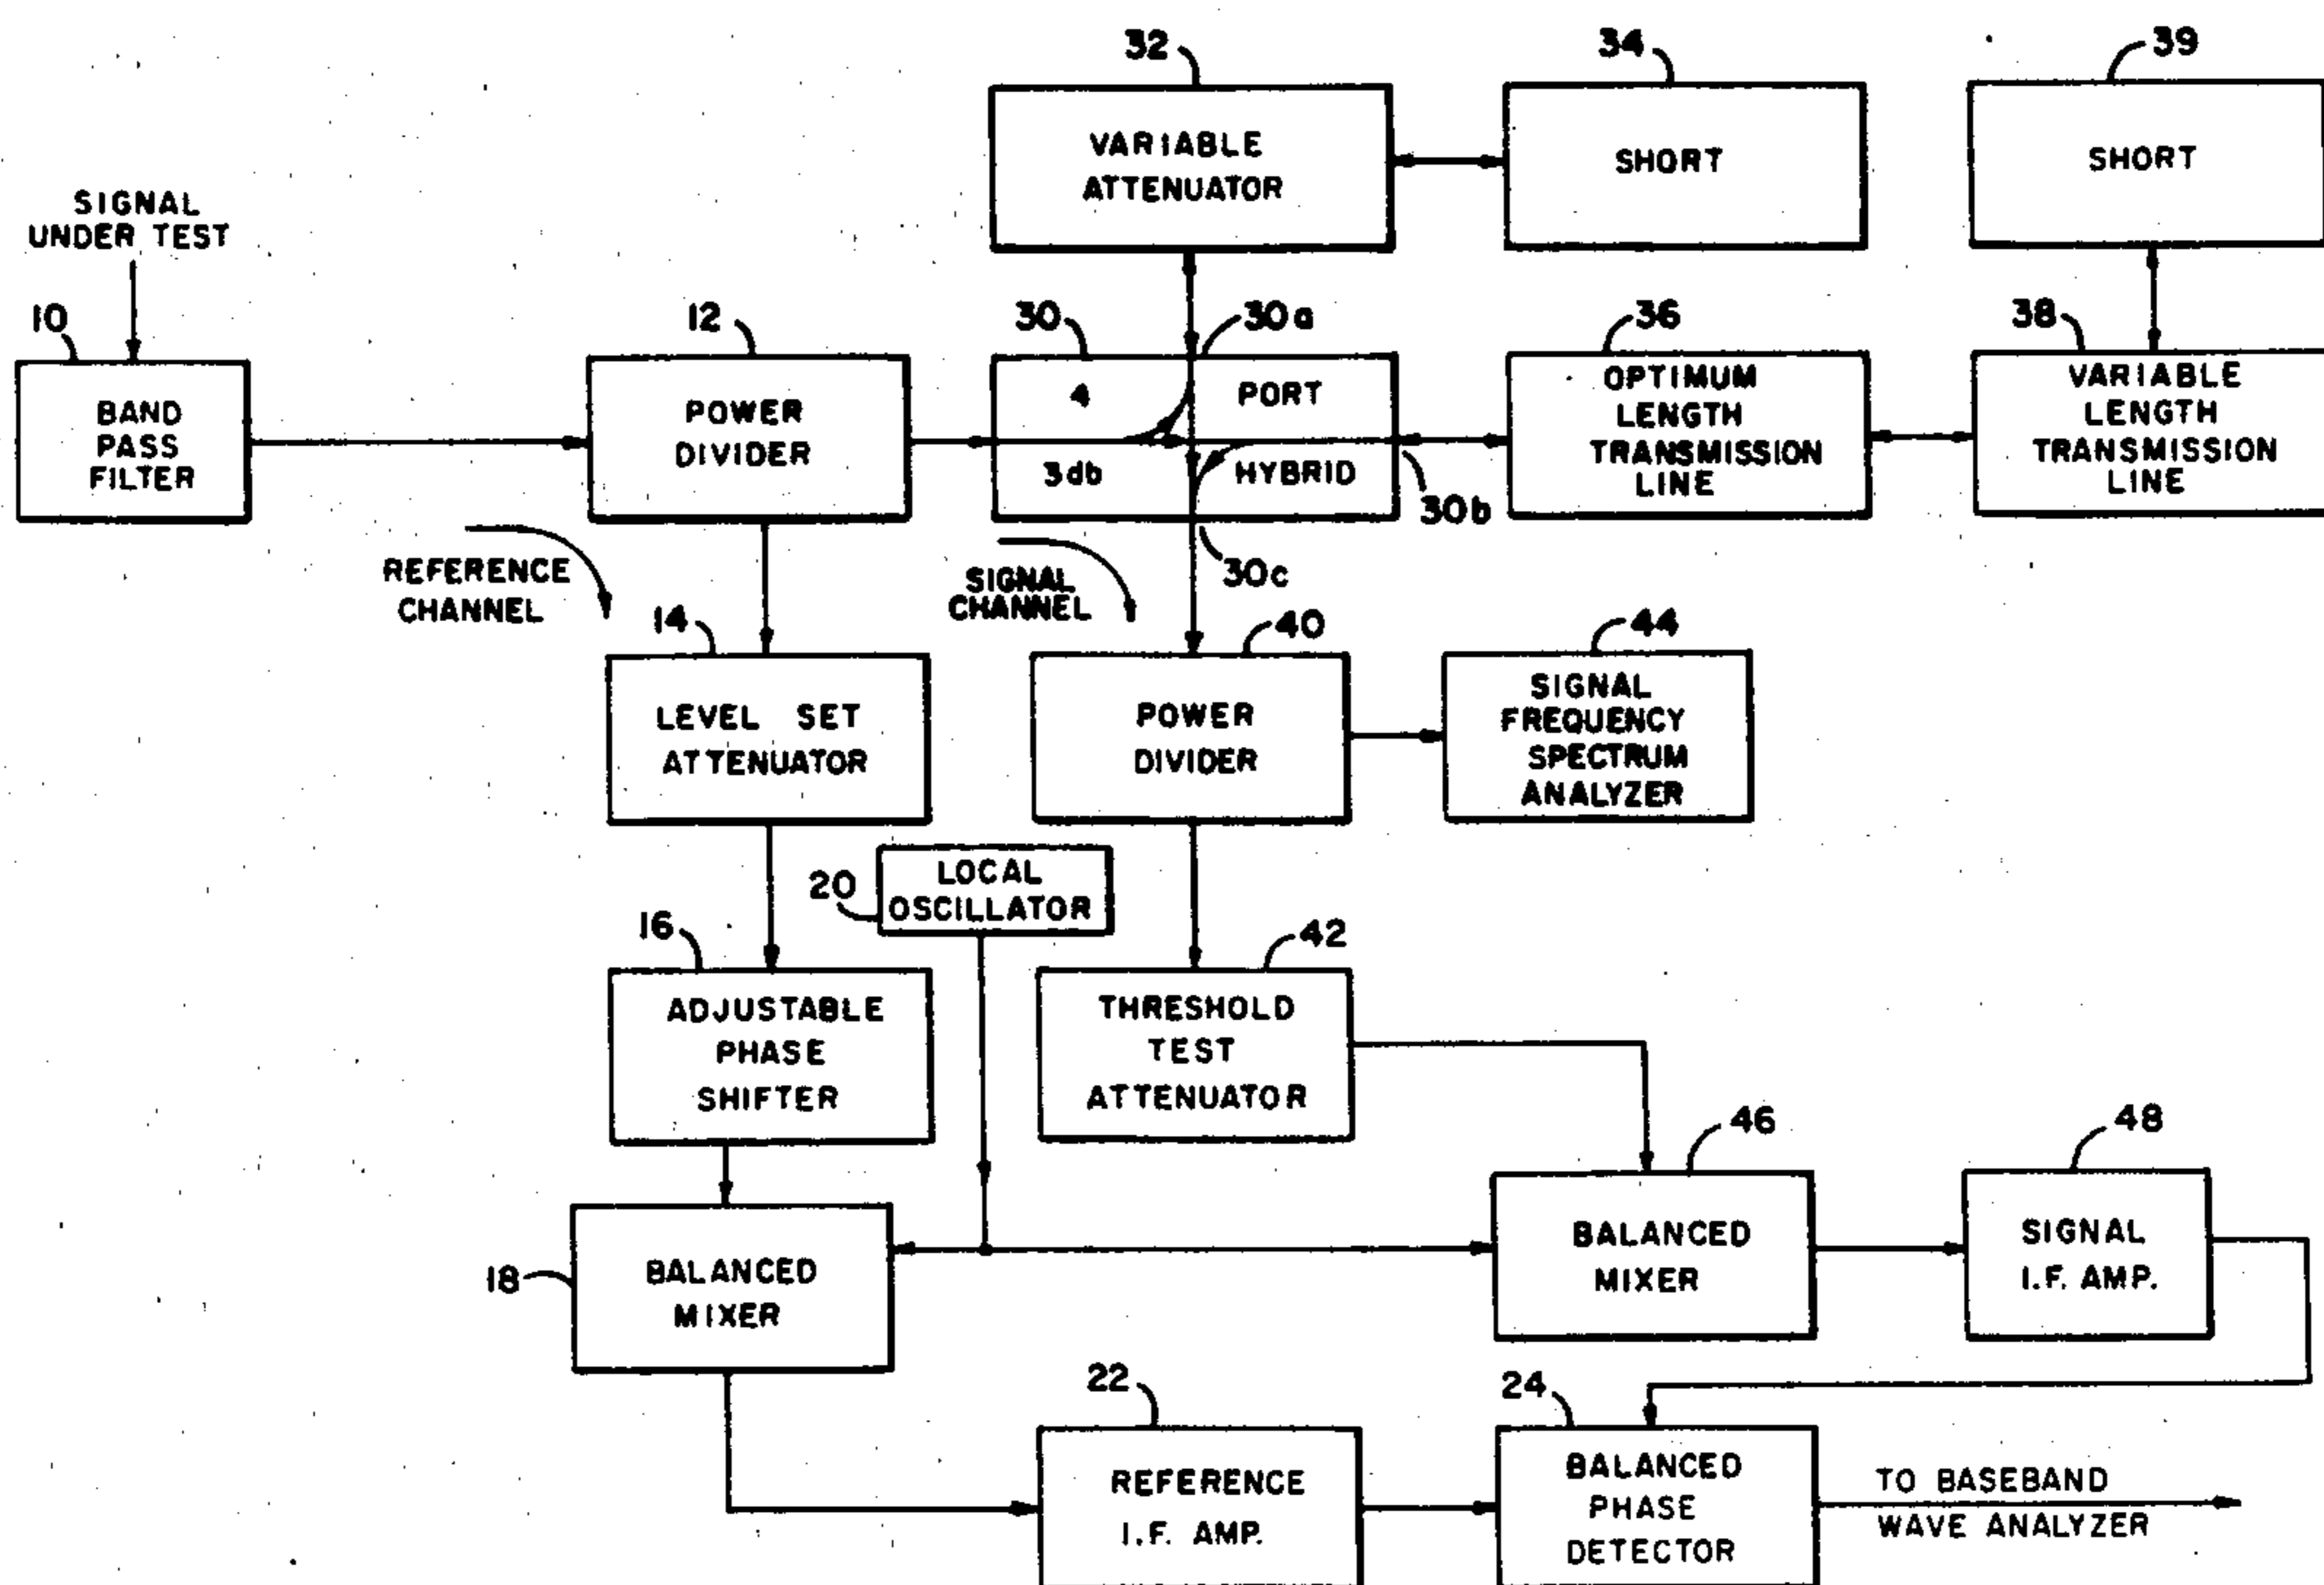 32
34
39
VARIABLE
ATTENUATOR
SHORT
SHORT
SIGNAL
UNDER TEST
10
12
30
30a
36
38
BAND
PASS
FILTER
POWER
DIVIDER
4
PORT
3db
HYBRID
30b
30c
OPTIMUM
LENGTH
TRANSMISSION
LINE
VARIABLE
LENGTH
TRANSMISSION
LINE
REFERENCE
CHANNEL
SIGNAL
CHANNEL
14
40
44
LEVEL SET
ATTENUATOR
POWER
DIVIDER
SIGNAL
FREQUENCY
SPECTRUM
ANALYZER
20
LOCAL
OSCILLATOR
16
42
ADJUSTABLE
PHASE
SHIFTER
THRESHOLD
TEST
ATTENUATOR
46
48
18
BALANCED
MIXER
BALANCED
MIXER
SIGNAL
I.F. AMP.
22
24
REFERENCE
I.F. AMP.
BALANCED
PHASE
DETECTOR
TO BASEBAND
WAVE ANALYZER